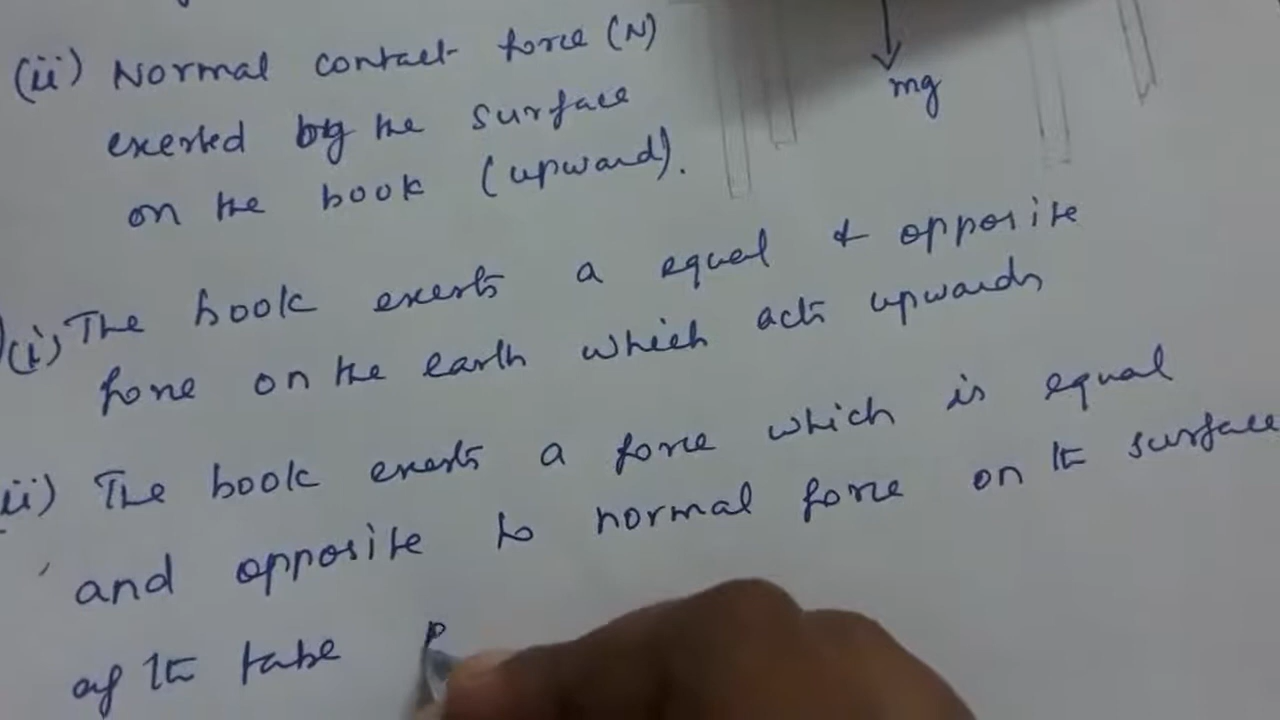 (ii) Normal contact force (N)
mg
exerted by the surface
on the book (upward).
(i) The book exerts a equal & opposite
force on the earth which acts upwards
ii) The book exerts a force which is equal
and opposite to normal force on the surface
of the table